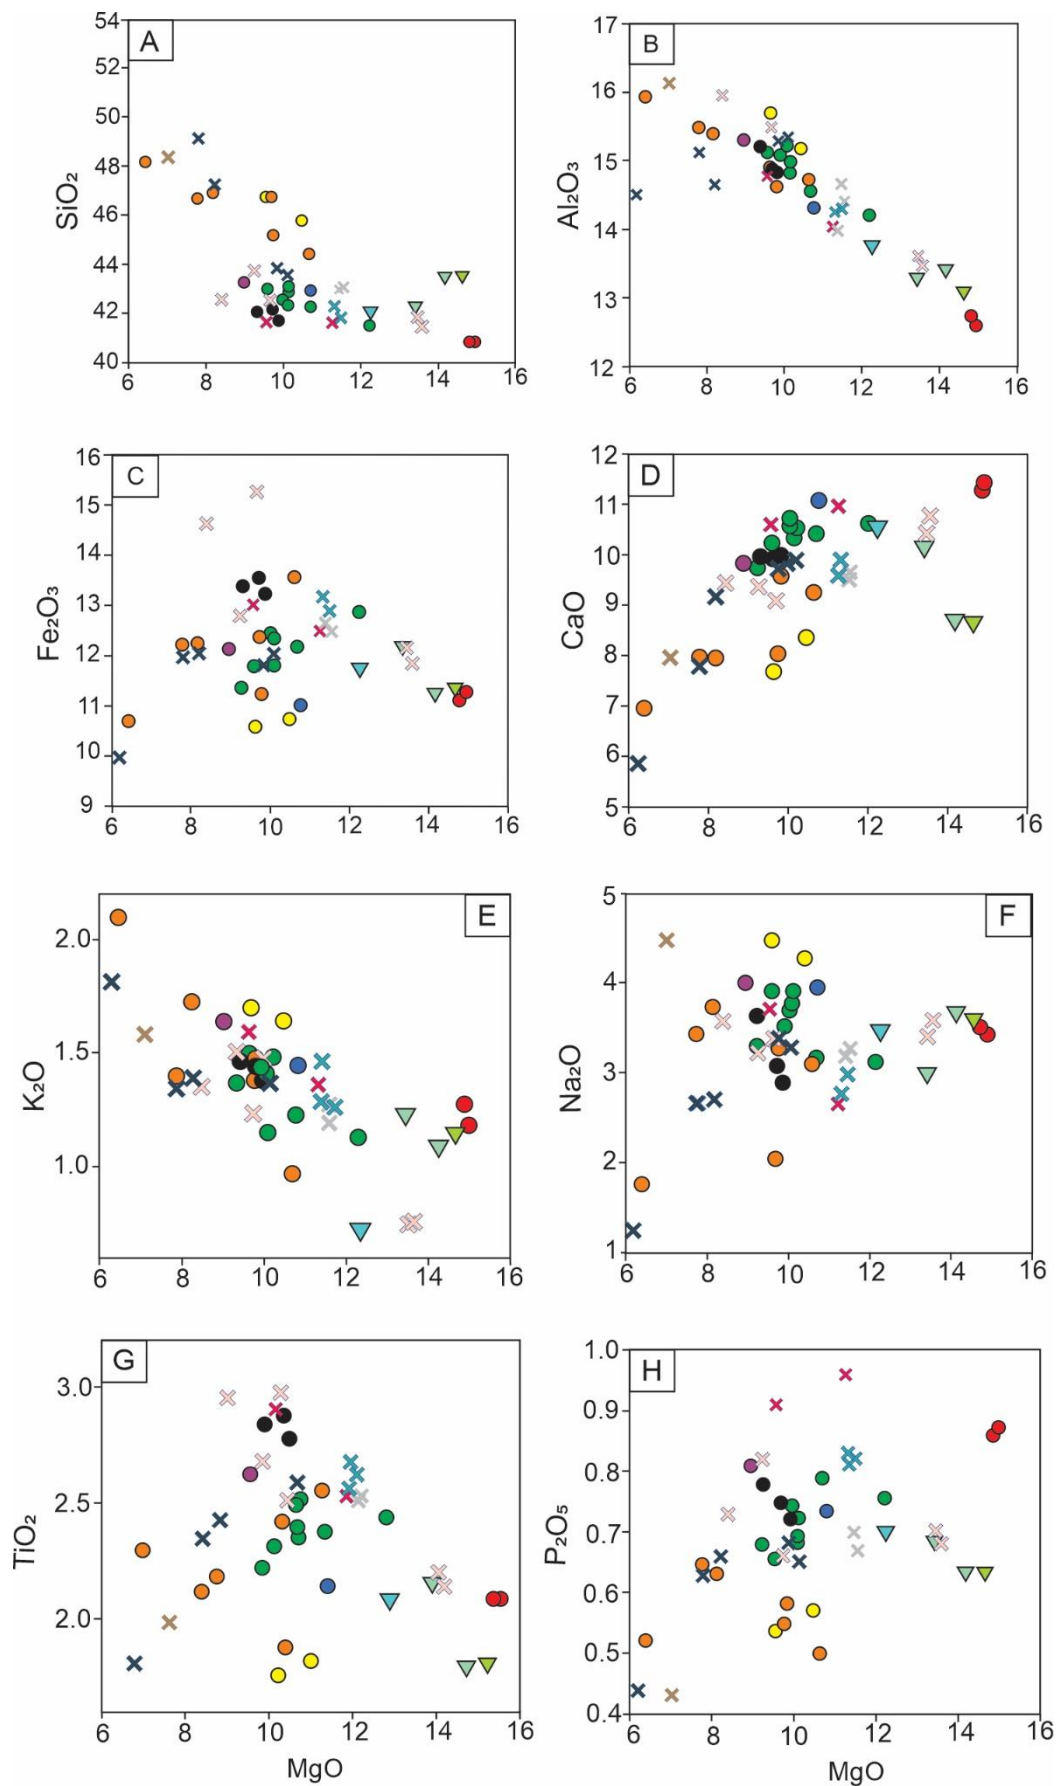 A
SiO₂
54
52
50
48
46
44
42
40
6 8 10 12 14 16
B
Al₂O₃
17
16
15
14
13
12
6 8 10 12 14 16
C
Fe₂O₃
16
15
14
13
12
11
10
9
6 8 10 12 14 16
D
CaO
12
11
10
9
8
7
6
5
6 8 10 12 14 16
E
K₂O
2.0
1.5
1.0
6 8 10 12 14 16
F
Na₂O
5
4
3
2
1
6 8 10 12 14 16
G
TiO₂
3.0
2.5
2.0
6 8 10 12 14 16
MgO
H
P₂O₅
1.0
0.9
0.8
0.7
0.6
0.5
0.4
6 8 10 12 14 16
MgO